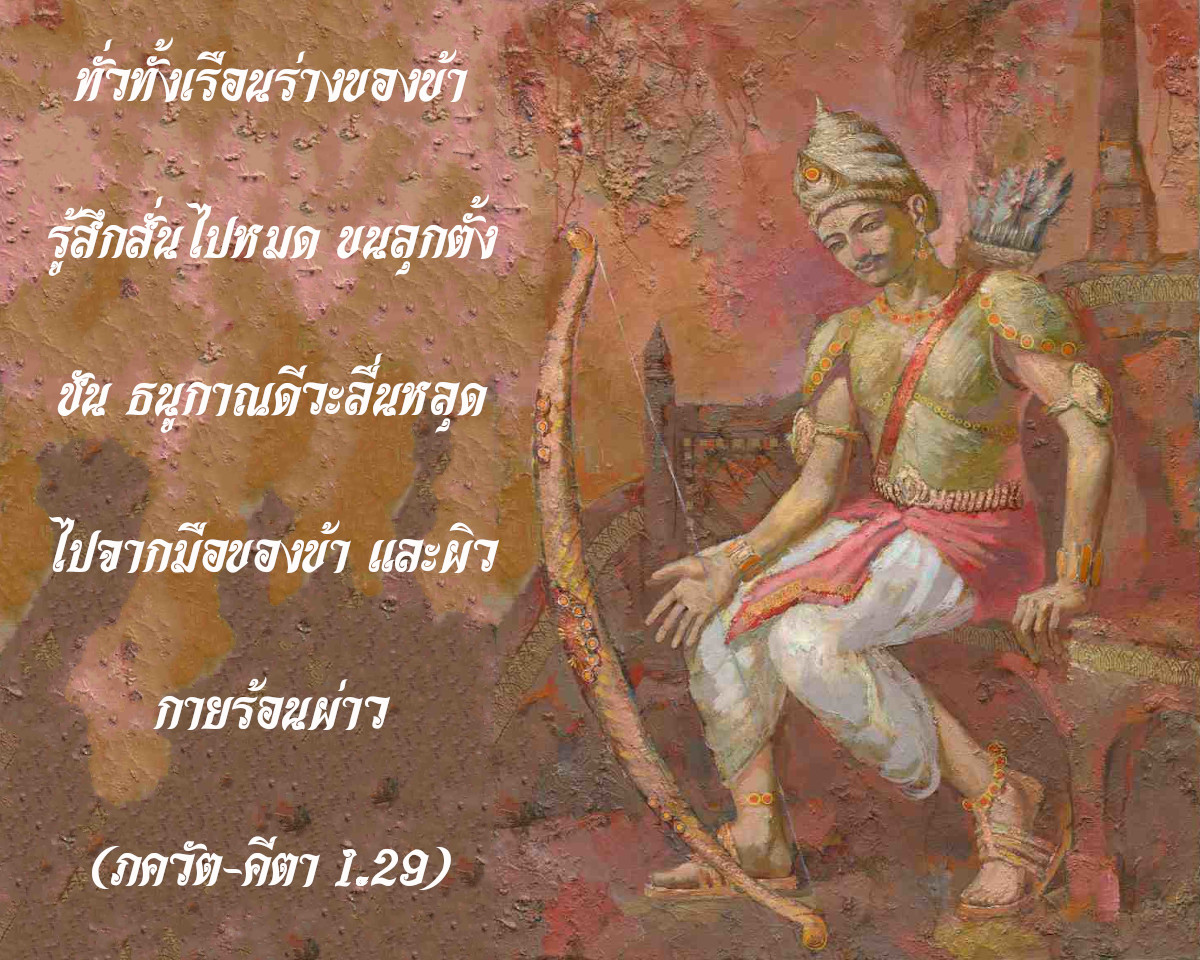 ทั่วทั้งเรือนร่างของข้า
รู้สึกสั่นไปหมด ขนลุกตั้ง
ชัน ธนูกาณดีวะลื่นหลุด
ไปจากมือของข้า และผิว
กายร้อนผ่าว
(ภควัต-คีตา 1.29)